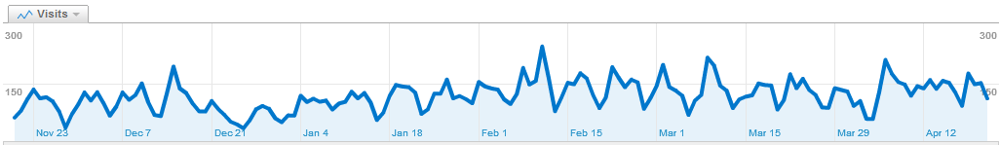 Visits
300 300
150 150
Nov 23 Dec 7 Dec 21 Jan 4 Jan 18 Feb 1 Feb 15 Mar 1 Mar 15 Mar 29 Apr 12